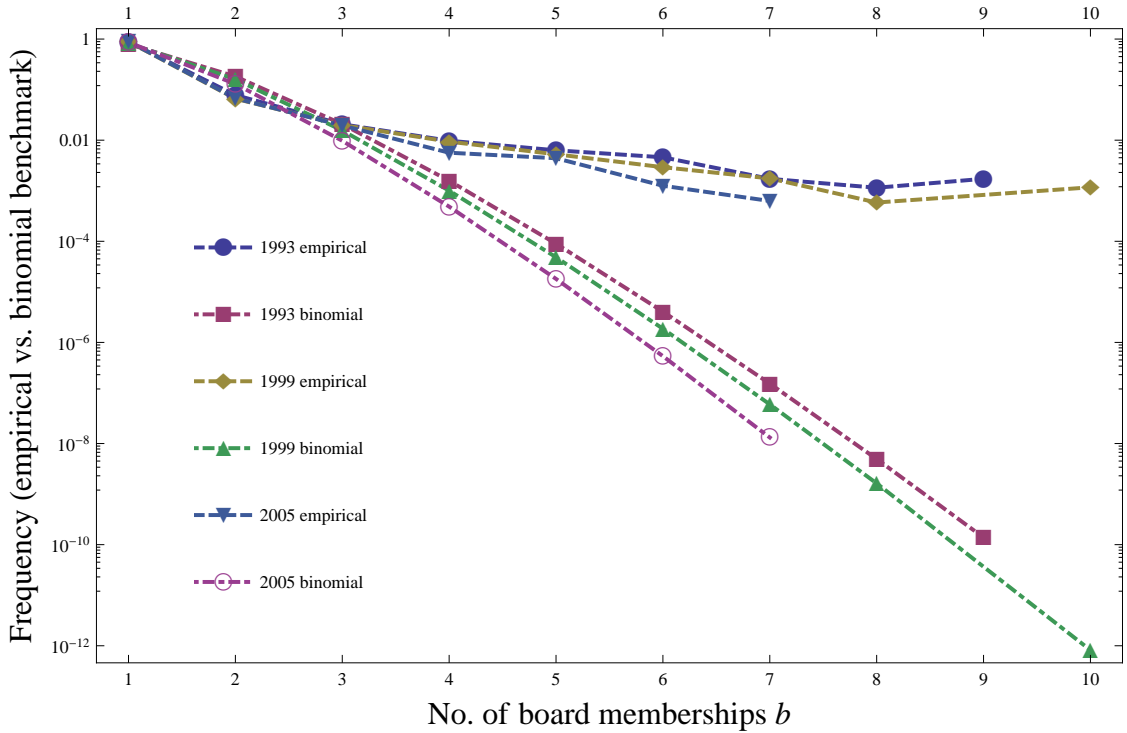 1 2 3 4 5 6 7 8 9 10
Frequency (empirical vs. binomial benchmark)
1
0.01
10⁻⁴
10⁻⁶
10⁻⁸
10⁻¹⁰
10⁻¹²
1993 empirical
1993 binomial
1999 empirical
1999 binomial
2005 empirical
2005 binomial
1 2 3 4 5 6 7 8 9 10
No. of board memberships b